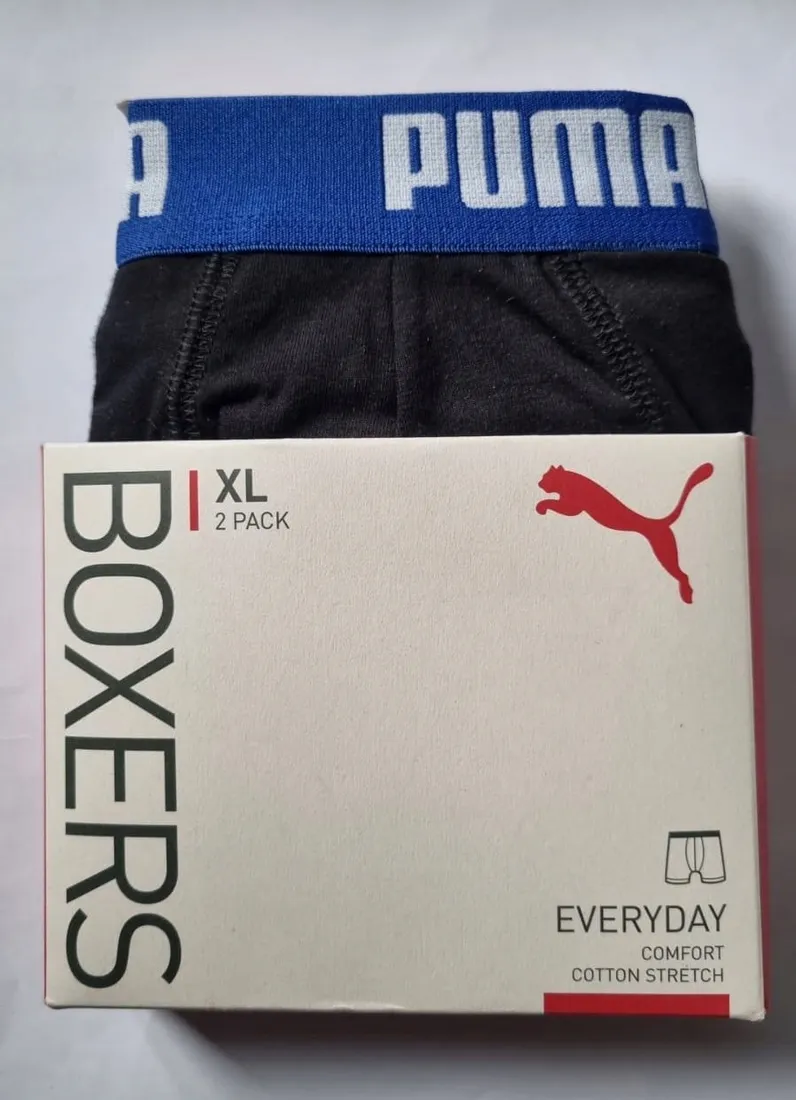 A PUMA
BOXERS
XL
2 PACK
EVERYDAY
COMFORT
COTTON STRETCH